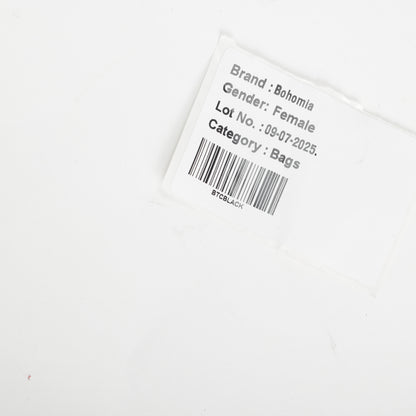 Brand : Bohomia
Gender: Female
Lot No. : 09-07-2025.
Category : Bags
BTCBLACK